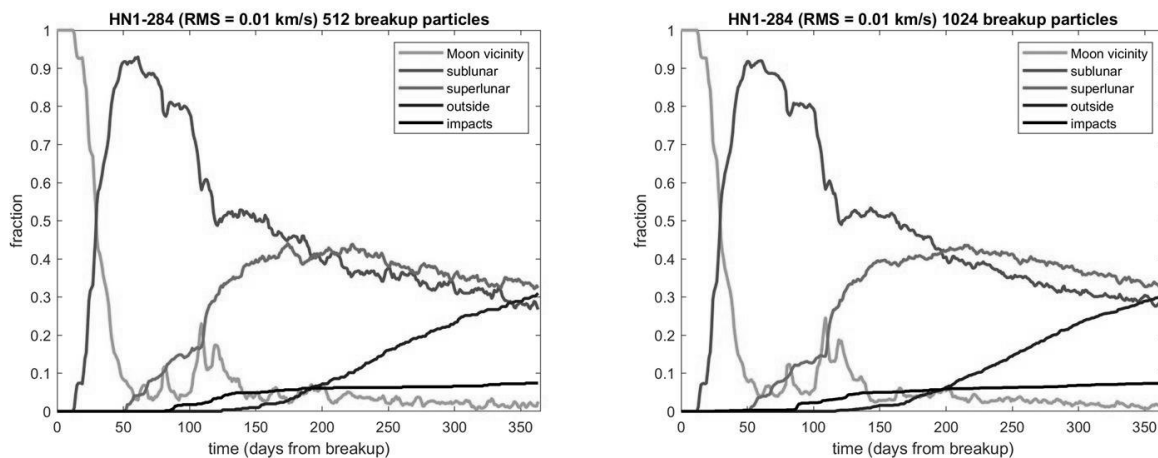 HN1-284 (RMS = 0.01 km/s) 512 breakup particles
1
0.9
0.8
0.7
0.6
0.5
0.4
0.3
0.2
0.1
0
fraction
Moon vicinity
sublunar
superlunar
outside
impacts
0 50 100 150 200 250 300 350
time (days from breakup)
HN1-284 (RMS = 0.01 km/s) 1024 breakup particles
1
0.9
0.8
0.7
0.6
0.5
0.4
0.3
0.2
0.1
0
fraction
Moon vicinity
sublunar
superlunar
outside
impacts
0 50 100 150 200 250 300 350
time (days from breakup)